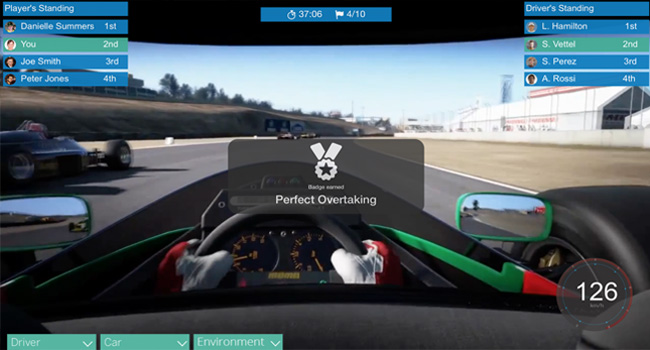 Player's Standing
Danielle Summers 1st
You 2nd
Joe Smith 3rd
Peter Jones 4th
37:06 4/10
Driver's Standing
L. Hamilton 1st
S. Vettel 2nd
S. Perez 3rd
A. Rossi 4th
Badge earned
Perfect Overtaking
126
km/h
Driver
Car
Environment